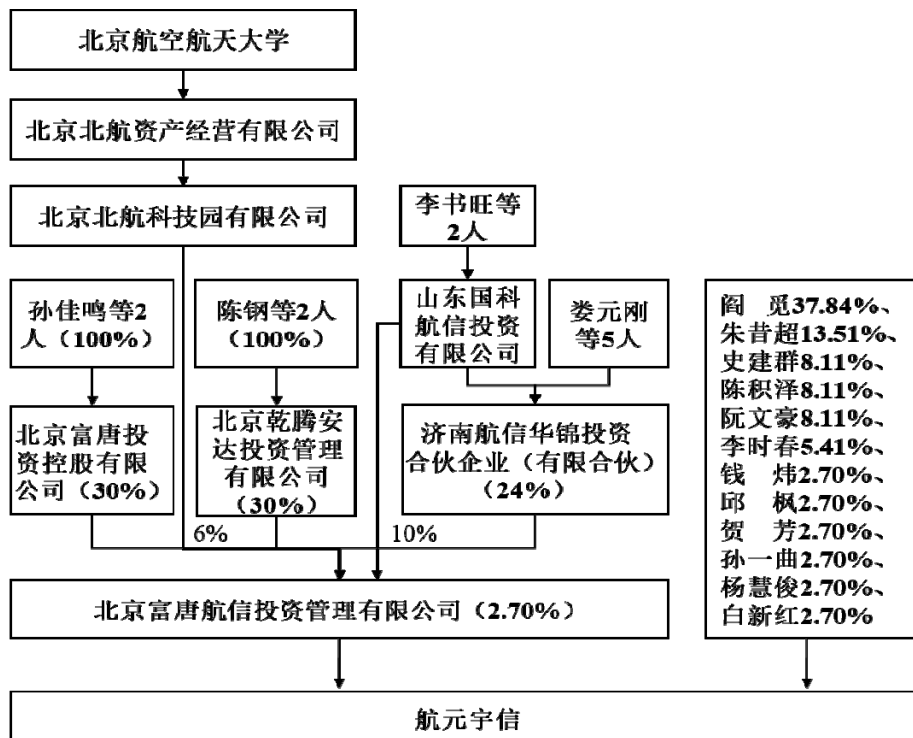 北京航空航天大学
北京北航资产经营有限公司
北京北航科技园有限公司
李书旺等
2人
孙佳鸣等2
人（100%）
陈钢等2人
（100%）
山东国科
航信投资
有限公司
娄元刚
等5人
阎　觅37.84%、
朱昔超13.51%、
史建群8.11%、
陈积泽8.11%、
阮文豪8.11%、
李时春5.41%、
钱　炜2.70%、
邱　枫2.70%、
贺　芳2.70%、
孙一曲2.70%、
杨慧俊2.70%、
白新红2.70%
北京富唐投
资控股有限
公司（30%）
北京乾腾安
达投资管理
有限公司
（30%）
济南航信华锦投资
合伙企业（有限合伙）
（24%）
6%
10%
北京富唐航信投资管理有限公司（2.70%）
航元宇信